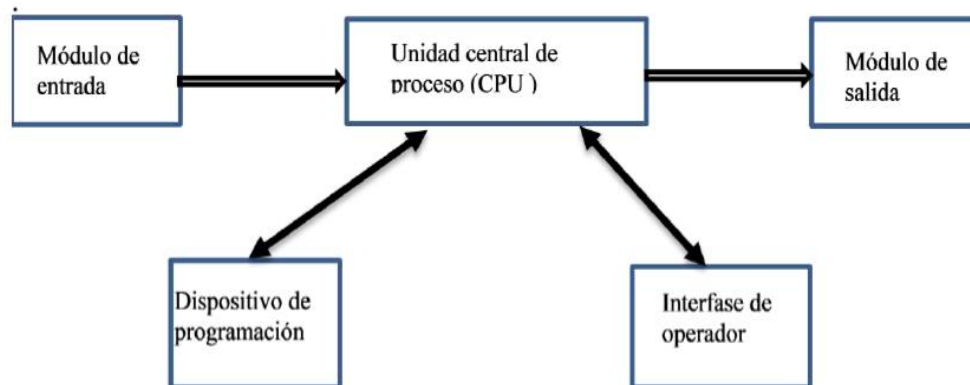 Módulo de
entrada
Unidad central de
proceso (CPU )
Módulo de
salida
Dispositivo de
programación
Interfase de
operador